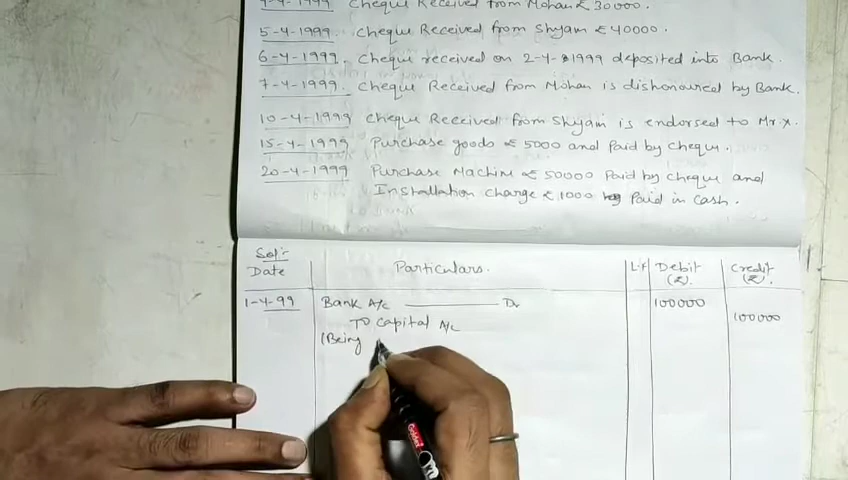 4-4-1999 Cheque Received from Mohan ₹ 30000.
5-4-1999. Cheque Received from Shyam ₹ 40000.
6-4-1999. Cheque received on 2-4-1999 deposited into Bank.
7-4-1999. Cheque Received from Mohan is dishonoured by Bank.
10-4-1999 Cheque Received from Shyam is endorsed to Mr. X.
15-4-1999 Purchase goods ₹ 5000 and Paid by Cheque.
20-4-1999 Purchase Machine ₹ 50000 Paid by cheque and
Installation charge ₹ 1000 Paid in cash.
Soln:-
Date Particulars. L.F Debit (₹). Credit (₹).
1-4-99 Bank A/c ———— Dr 100000
To Capital A/c 100000
(Being